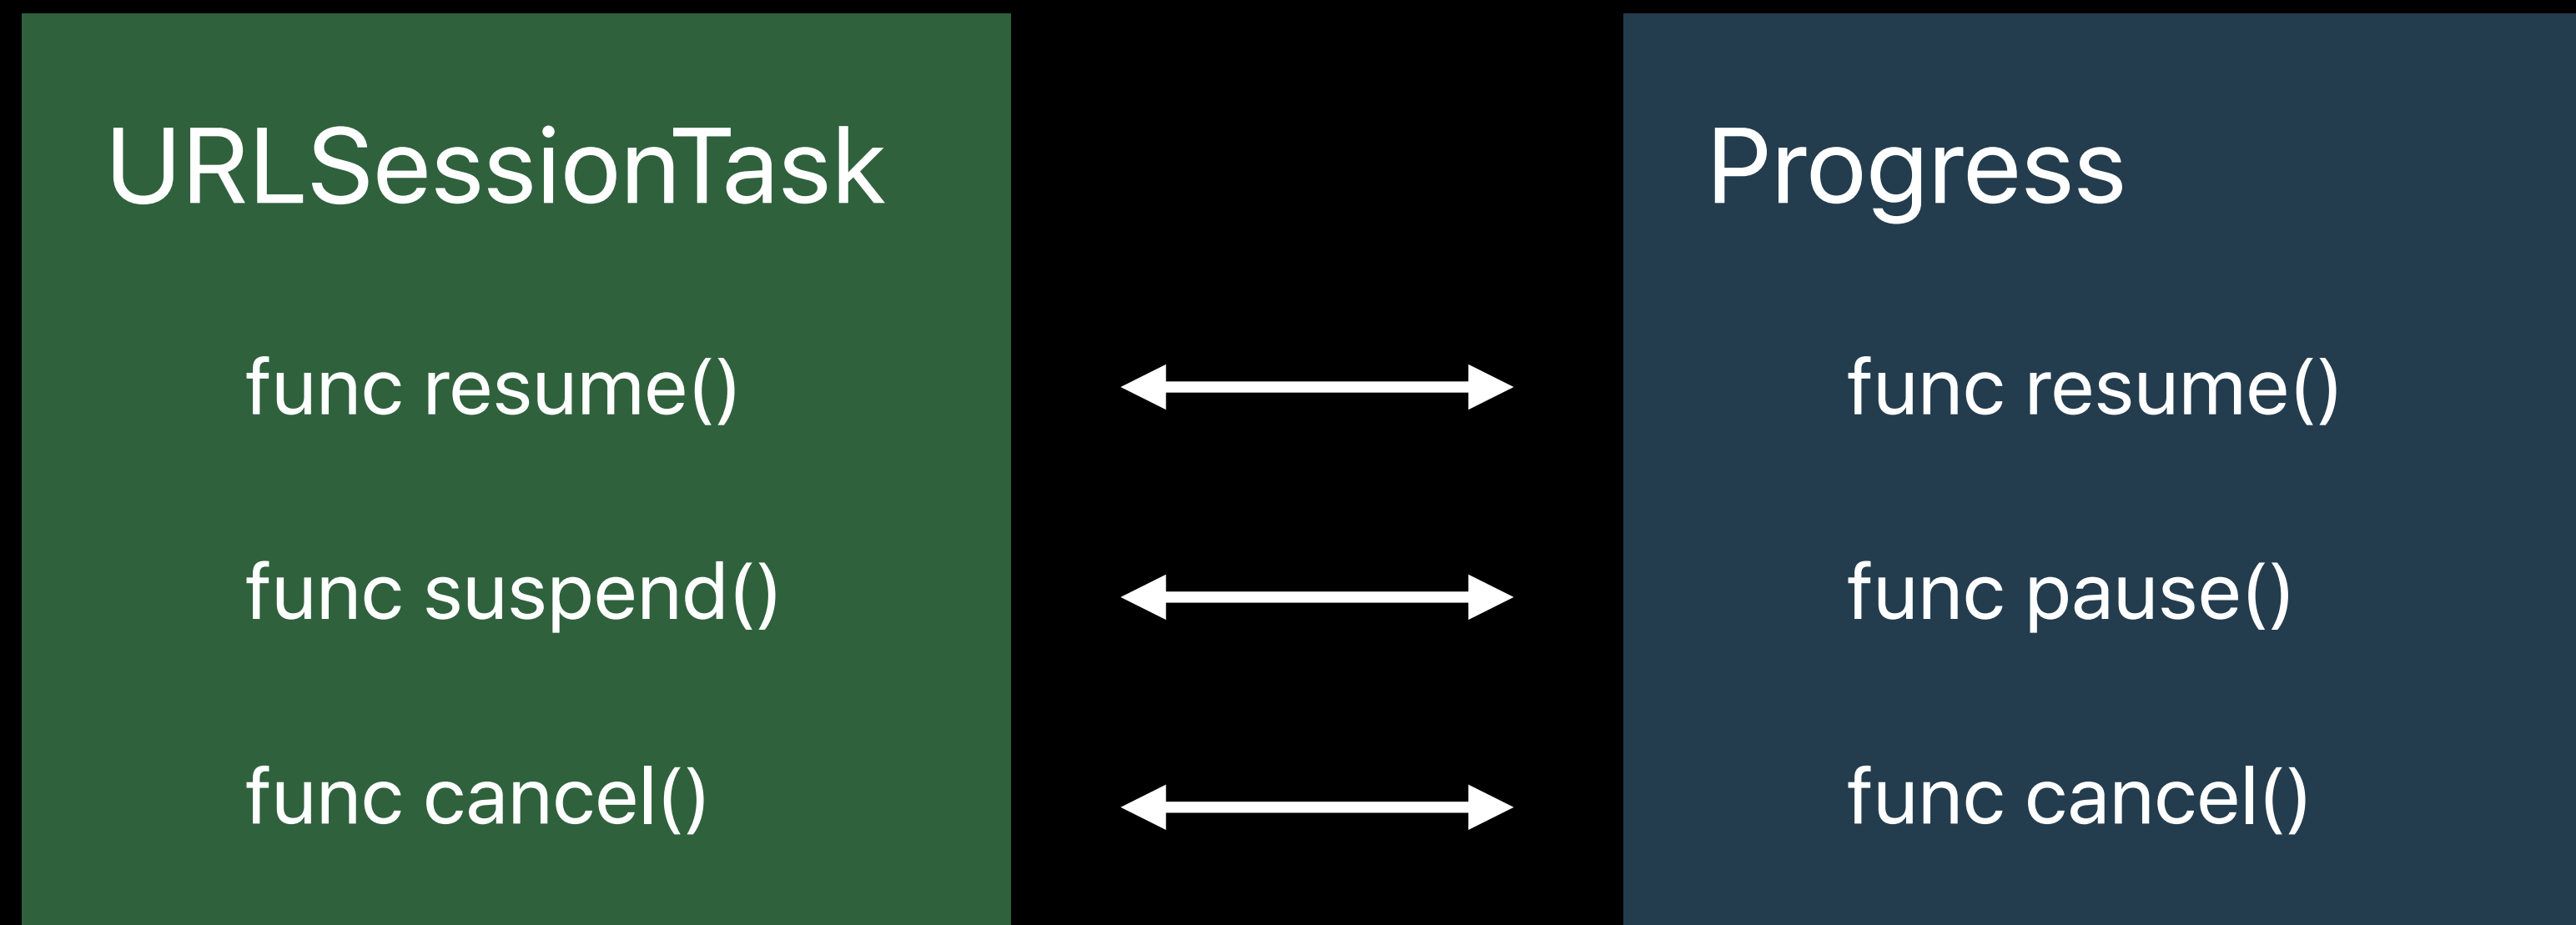 URLSessionTask
func resume()
func suspend()
func cancel()
Progress
func resume()
func pause()
func cancel()